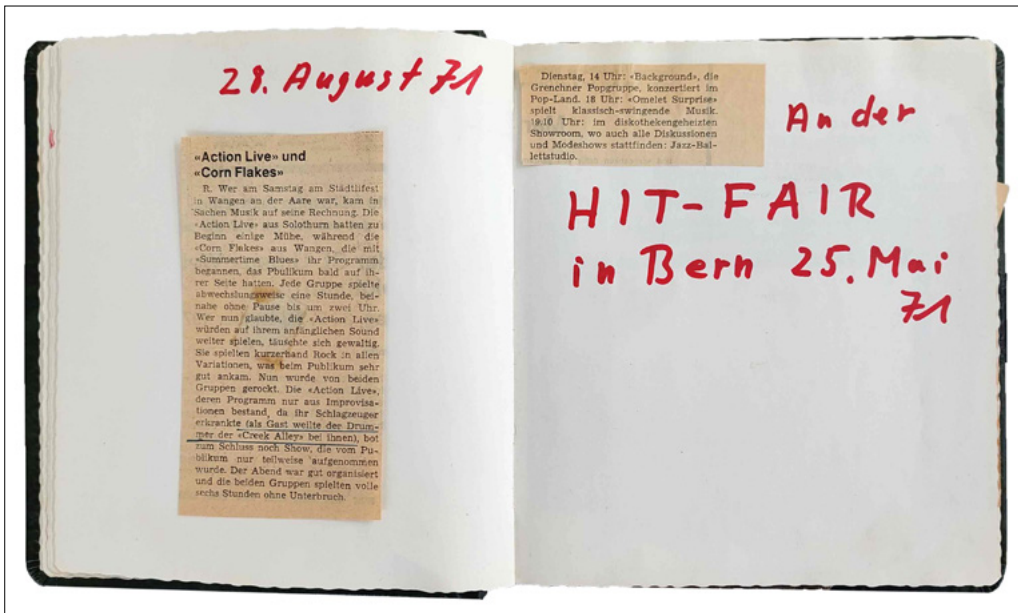 28. August 71
«Action Live» und
«Corn Flakes»
R. Wer am Samstag am Städtlifest
in Wangen an der Aare war, kam in
Sachen Musik auf seine Rechnung. Die
«Action Live» aus Solothurn hatten zu
Beginn einige Mühe, während die
«Corn Flakes» aus Wangen, die mit
«Summertime Blues» ihr Programm
begannen, das Pbulikum bald auf ih-
rer Seite hatten. Jede Gruppe spielte
abwechslungsweise eine Stunde, bei-
nahe ohne Pause bis um zwei Uhr.
Wer nun glaubte, die «Action Live»
würden auf ihrem anfänglichen Sound
weiter spielen, täuschte sich gewaltig.
Sie spielten kurzerhand Rock in allen
Variationen, was beim Publikum sehr
gut ankam. Nun wurde von beiden
Gruppen gerockt. Die «Action Live»,
deren Programm nur aus Improvisa-
tionen bestand, da ihr Schlagzeuger
erkrankte (als Gast weilte der Drum-
mer der «Creek Alley» bei ihnen), bot
zum Schluss noch Show, die vom Pu-
blikum nur teilweise aufgenommen
wurde. Der Abend war gut organisiert
und die beiden Gruppen spielten volle
sechs Stunden ohne Unterbruch.
Dienstag, 14 Uhr: «Background», die
Grenchner Popgruppe, konzertiert im
Pop-Land. 18 Uhr: «Omelet Surprise»
spielt klassisch-swingende Musik.
19.10 Uhr: im diskothekengeheizten
Showroom, wo auch alle Diskussionen
und Modeshows stattfinden: Jazz-Bal-
lettstudio.
An der
HIT-FAIR
in Bern 25. Mai
71